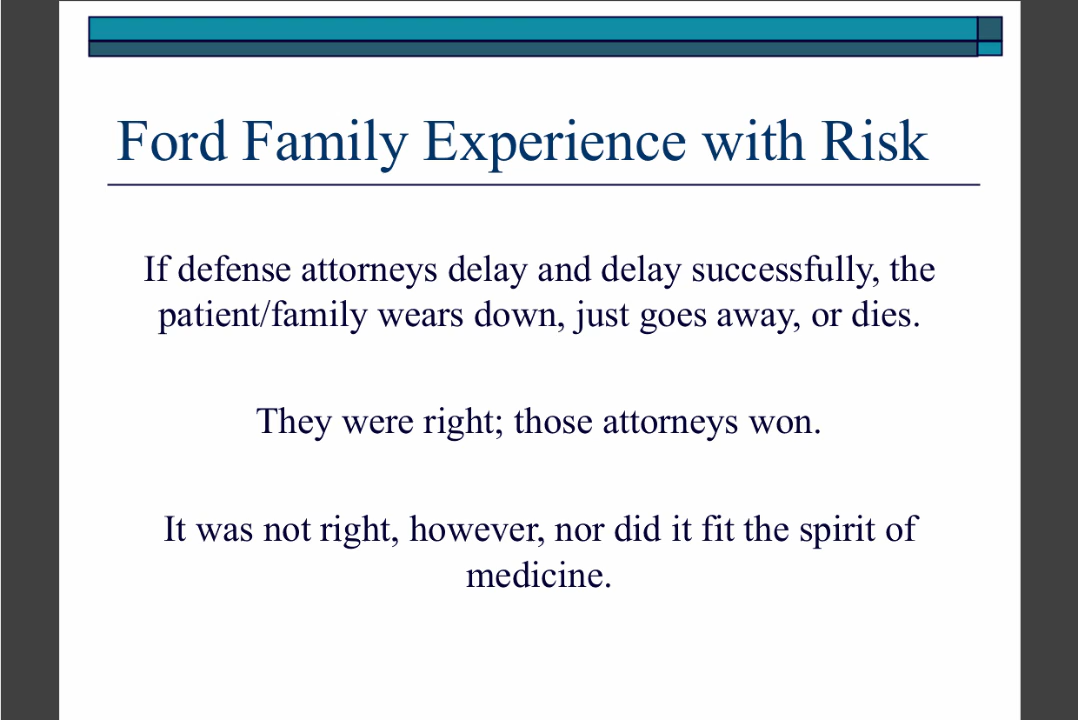 Ford Family Experience with Risk
If defense attorneys delay and delay successfully, the
patient/family wears down, just goes away, or dies.
They were right; those attorneys won.
It was not right, however, nor did it fit the spirit of
medicine.